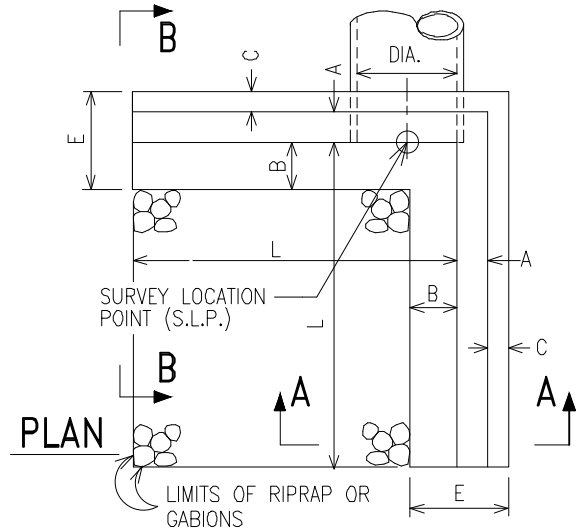 B
C
A
DIA.
E
B
L
A
SURVEY LOCATION
POINT (S.L.P.)
B
L
C
B
A
A
PLAN
LIMITS OF RIPRAP OR
GABIONS
E